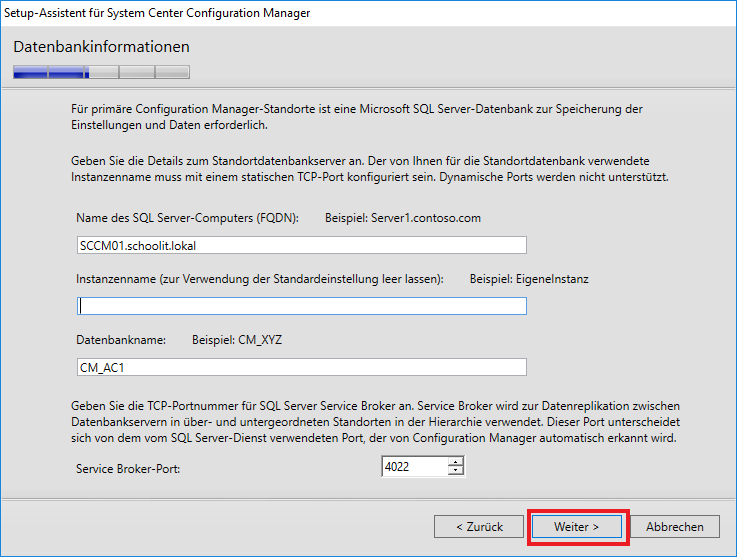 Setup-Assistent für System Center Configuration Manager
Datenbankinformationen
Für primäre Configuration Manager-Standorte ist eine Microsoft SQL Server-Datenbank zur Speicherung der
Einstellungen und Daten erforderlich.
Geben Sie die Details zum Standortdatenbankserver an. Der von Ihnen für die Standortdatenbank verwendete
Instanzenname muss mit einem statischen TCP-Port konfiguriert sein. Dynamische Ports werden nicht unterstützt.
Name des SQL Server-Computers (FQDN): Beispiel: Server1.contoso.com
SCCM01.schoolit.lokal
Instanzenname (zur Verwendung der Standardeinstellung leer lassen): Beispiel: EigeneInstanz
Datenbankname: Beispiel: CM_XYZ
CM_AC1
Geben Sie die TCP-Portnummer für SQL Server Service Broker an. Service Broker wird zur Datenreplikation zwischen
Datenbankservern in über- und untergeordneten Standorten in der Hierarchie verwendet. Dieser Port unterscheidet
sich von dem vom SQL Server-Dienst verwendeten Port, der von Configuration Manager automatisch erkannt wird.
Service Broker-Port: 4022
< Zurück Weiter > Abbrechen